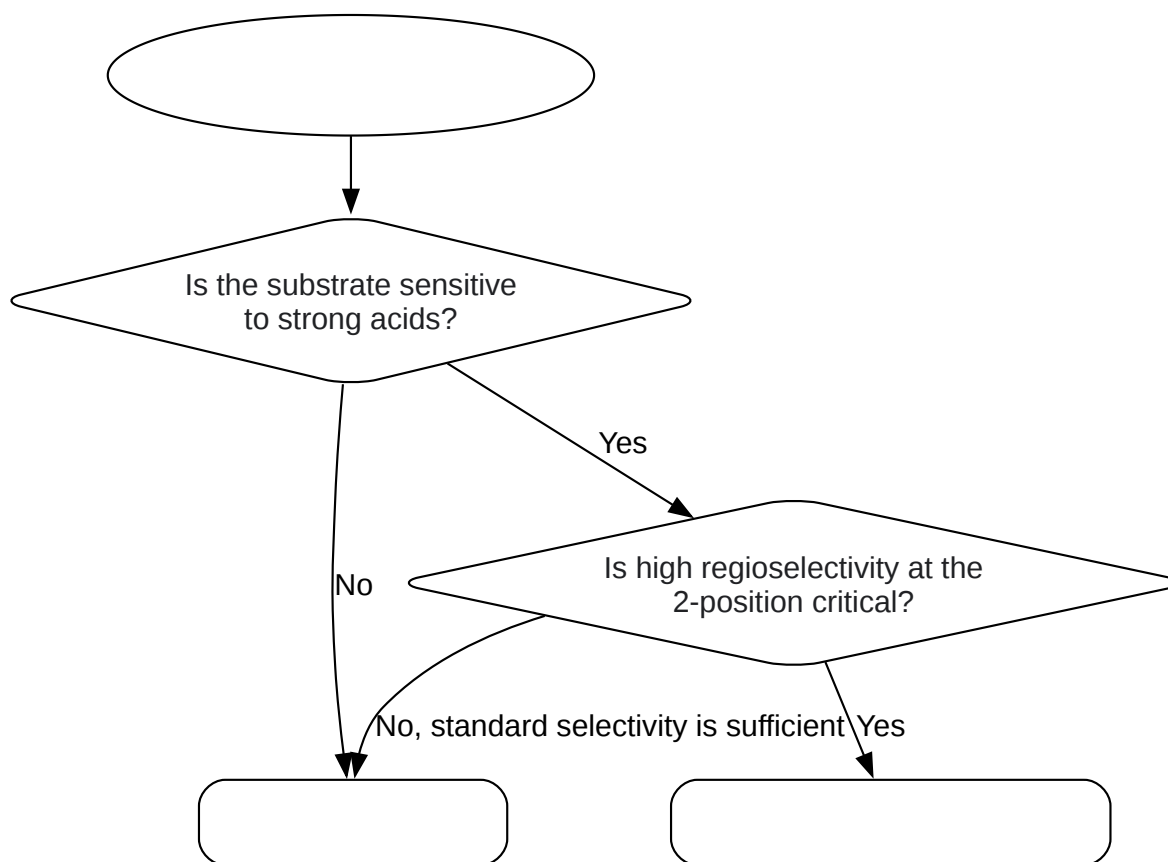 Is the substrate sensitive
to strong acids?
Yes
Is high regioselectivity at the
2-position critical?
No
No, standard selectivity is sufficient
Yes